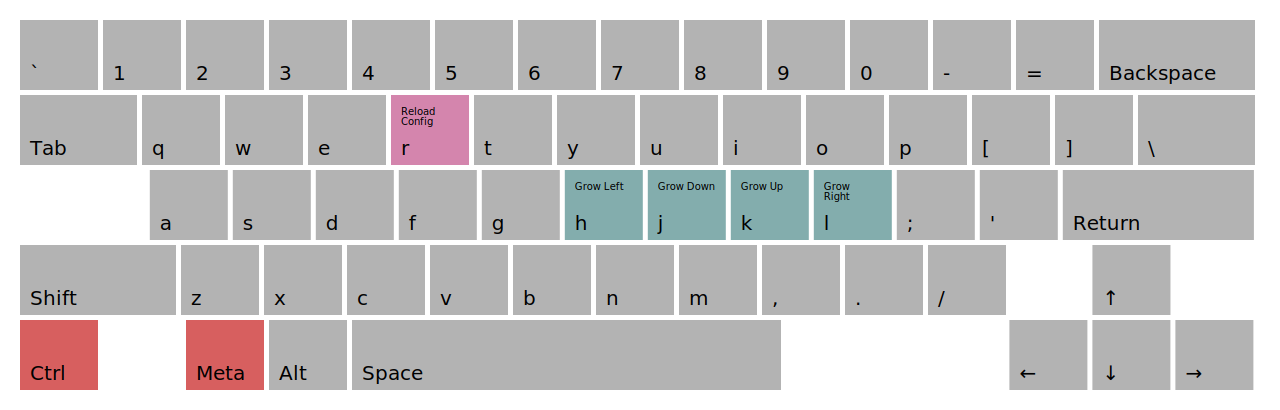 ` 1 2 3 4 5 6 7 8 9 0 - = Backspace
Reload
Config
Tab q w e r t y u i o p [ ] \
Grow Left Grow Down Grow Up Grow
Right
a s d f g h j k l ; ' Return
Shift z x c v b n m , . / ↑
Ctrl Meta Alt Space ← ↓ →